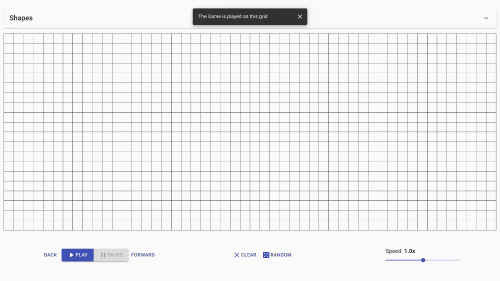 The Game is played on this grid
Shapes
BACK
PLAY
PAUSE
FORWARD
CLEAR
RANDOM
Speed: 1.0x